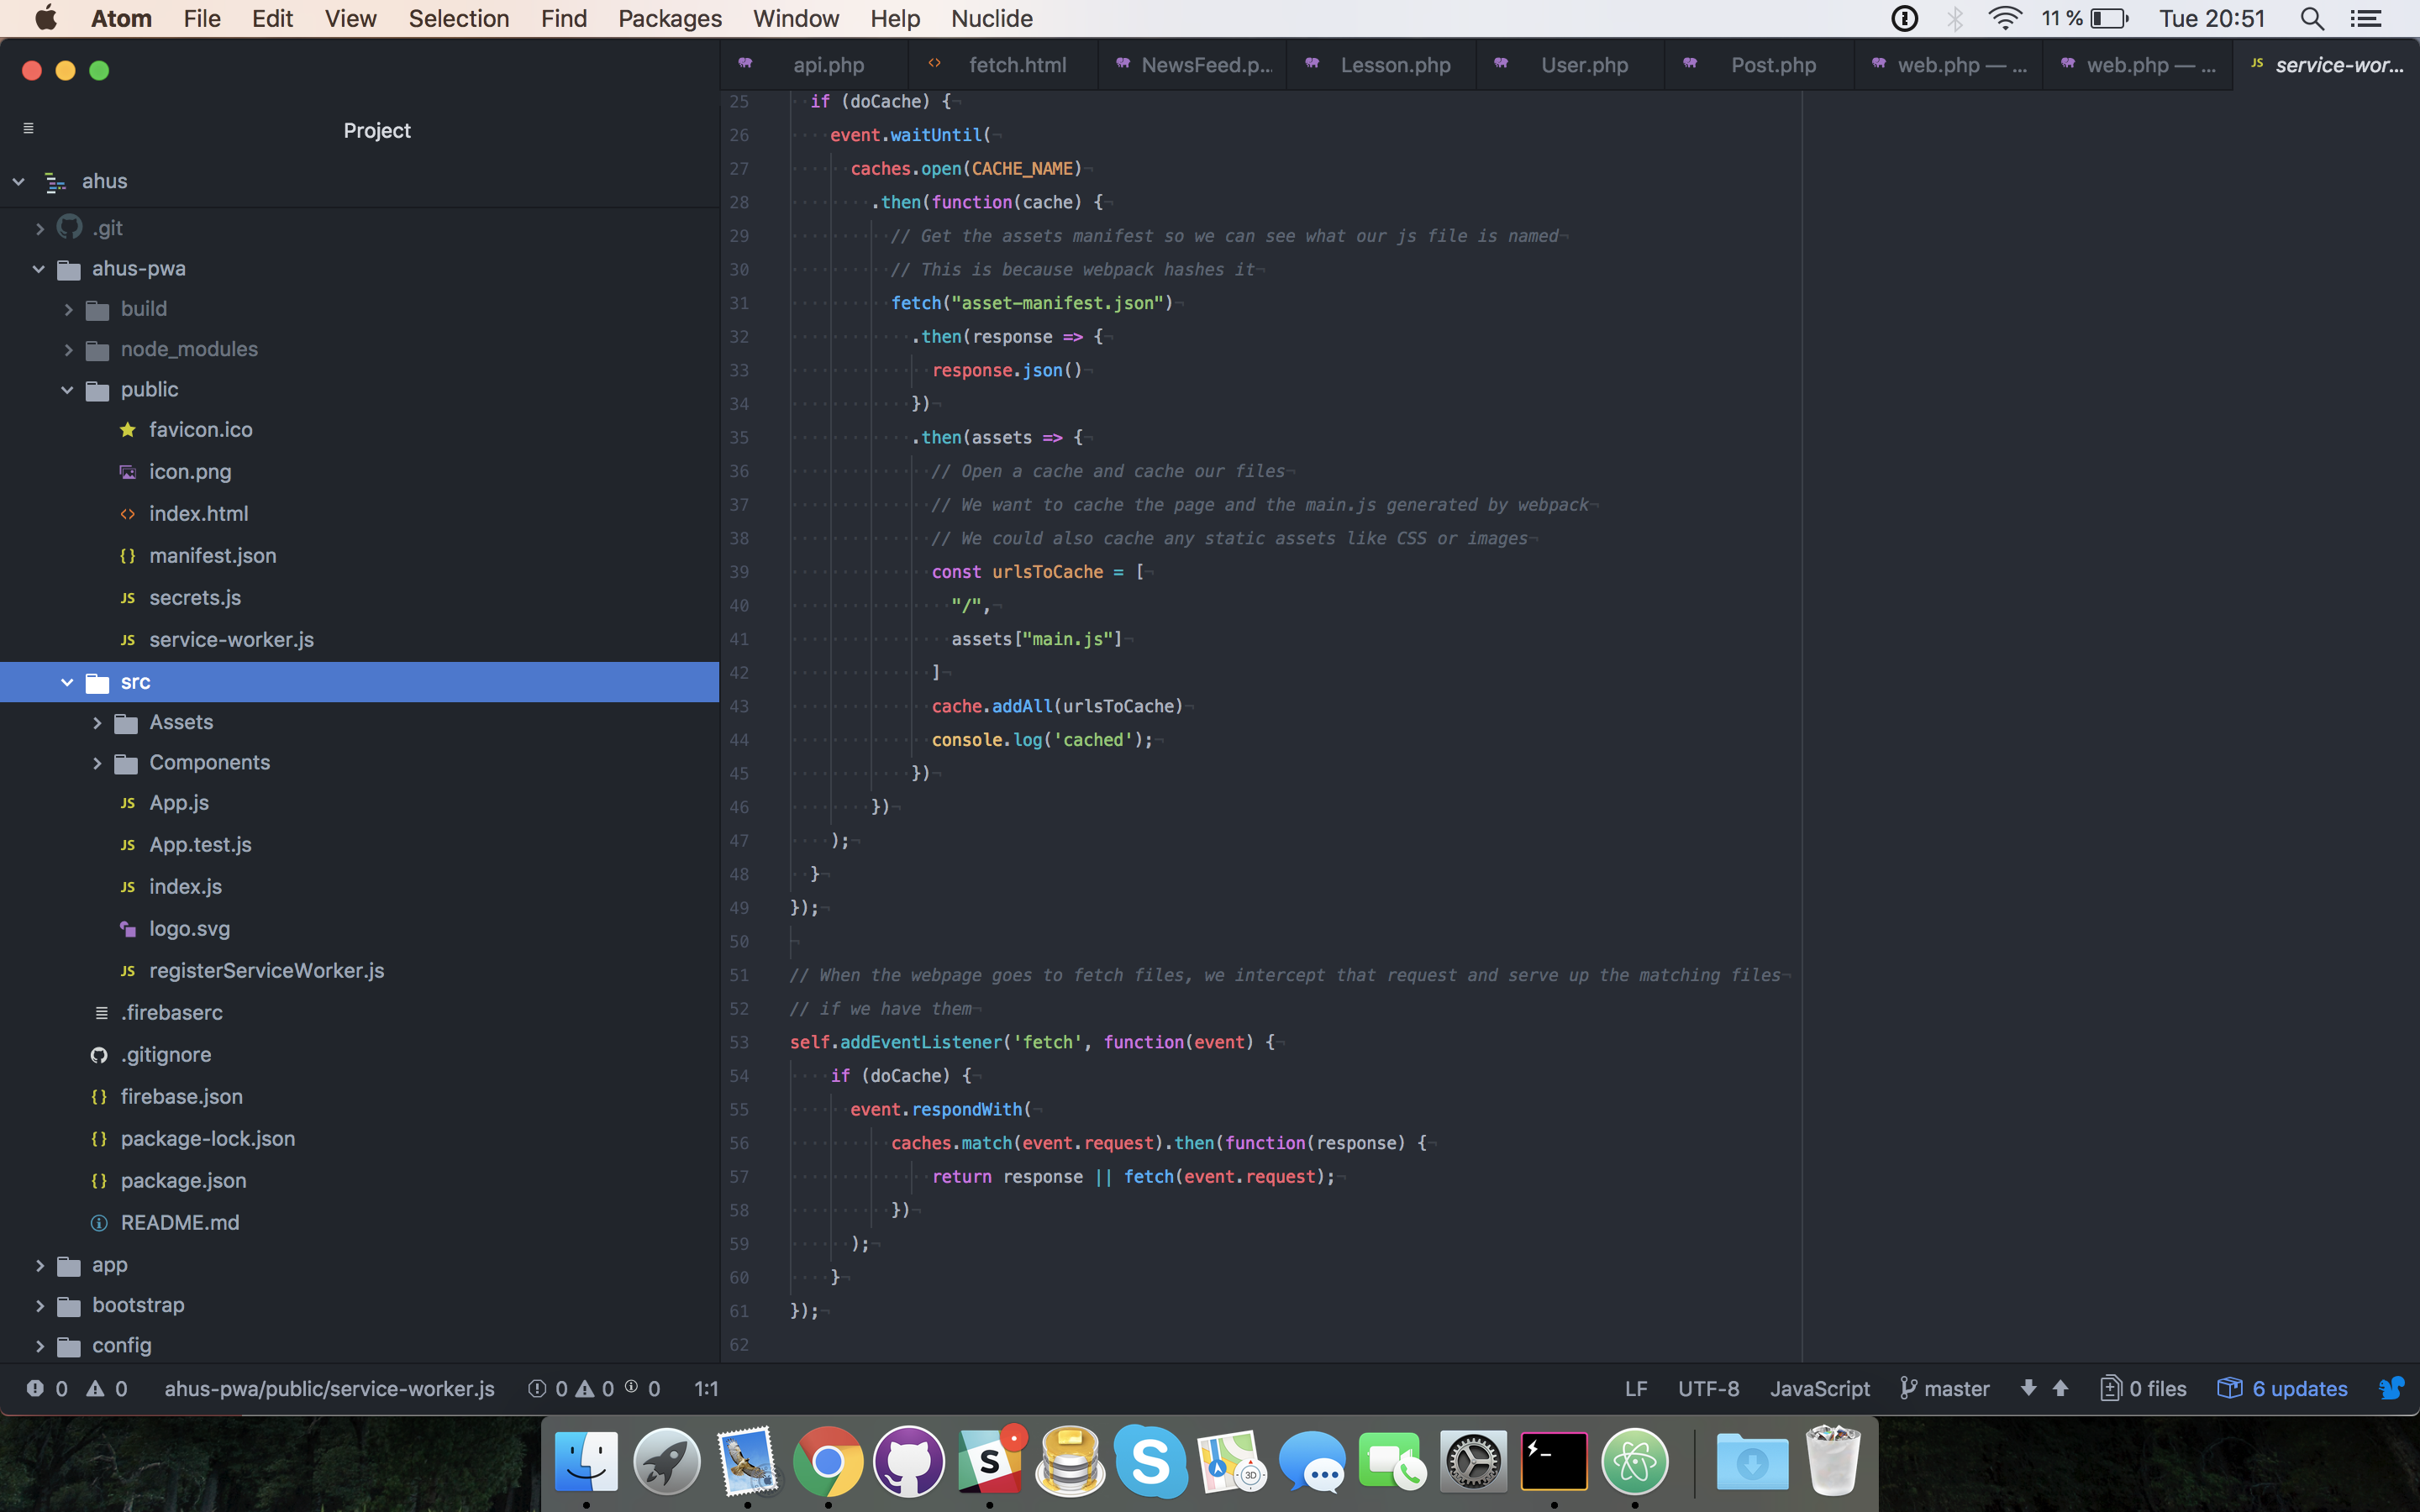 Atom File Edit View Selection Find Packages Window Help Nuclide 11 % Tue 20:51
api.php fetch.html NewsFeed.p... Lesson.php User.php Post.php web.php — ... web.php — ... JS service-wor...
Project
ahus
.git
ahus-pwa
build
node_modules
public
favicon.ico
icon.png
<> index.html
{} manifest.json
JS secrets.js
JS service-worker.js
src
Assets
Components
JS App.js
JS App.test.js
JS index.js
logo.svg
JS registerServiceWorker.js
.firebaserc
.gitignore
{} firebase.json
{} package-lock.json
{} package.json
README.md
app
bootstrap
config
25 if (doCache) {
26 event.waitUntil(
27 caches.open(CACHE_NAME)
28 .then(function(cache) {
29 // Get the assets manifest so we can see what our js file is named
30 // This is because webpack hashes it
31 fetch("asset-manifest.json")
32 .then(response => {
33 response.json()
34 })
35 .then(assets => {
36 // Open a cache and cache our files
37 // We want to cache the page and the main.js generated by webpack
38 // We could also cache any static assets like CSS or images
39 const urlsToCache = [
40 "/",
41 assets["main.js"]
42 ]
43 cache.addAll(urlsToCache)
44 console.log('cached');
45 })
46 })
47 );
48 }
49 });
50
51 // When the webpage goes to fetch files, we intercept that request and serve up the matching files
52 // if we have them
53 self.addEventListener('fetch', function(event) {
54 if (doCache) {
55 event.respondWith(
56 caches.match(event.request).then(function(response) {
57 return response || fetch(event.request);
58 })
59 );
60 }
61 });
62
0 0 ahus-pwa/public/service-worker.js 0 0 0 1:1 LF UTF-8 JavaScript master 0 files 6 updates
S S 3D